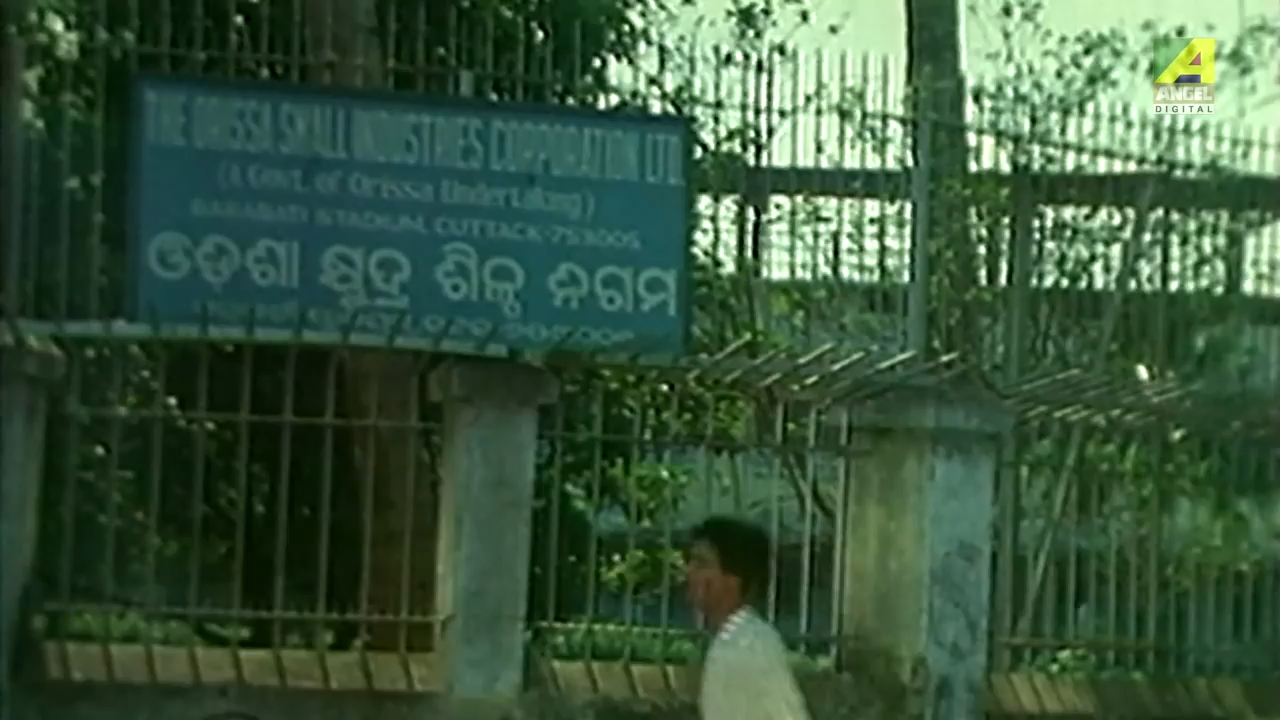 THE ORISSA SMALL INDUSTRIES CORPORATION LTD.
(A Govt. of Orissa Undertaking)
BARABATI STADIUM, CUTTACK-753005
ଓଡ଼ିଶା କ୍ଷୁଦ୍ର ଶିଳ୍ପ ନିଗମ
ANGEL
DIGITAL